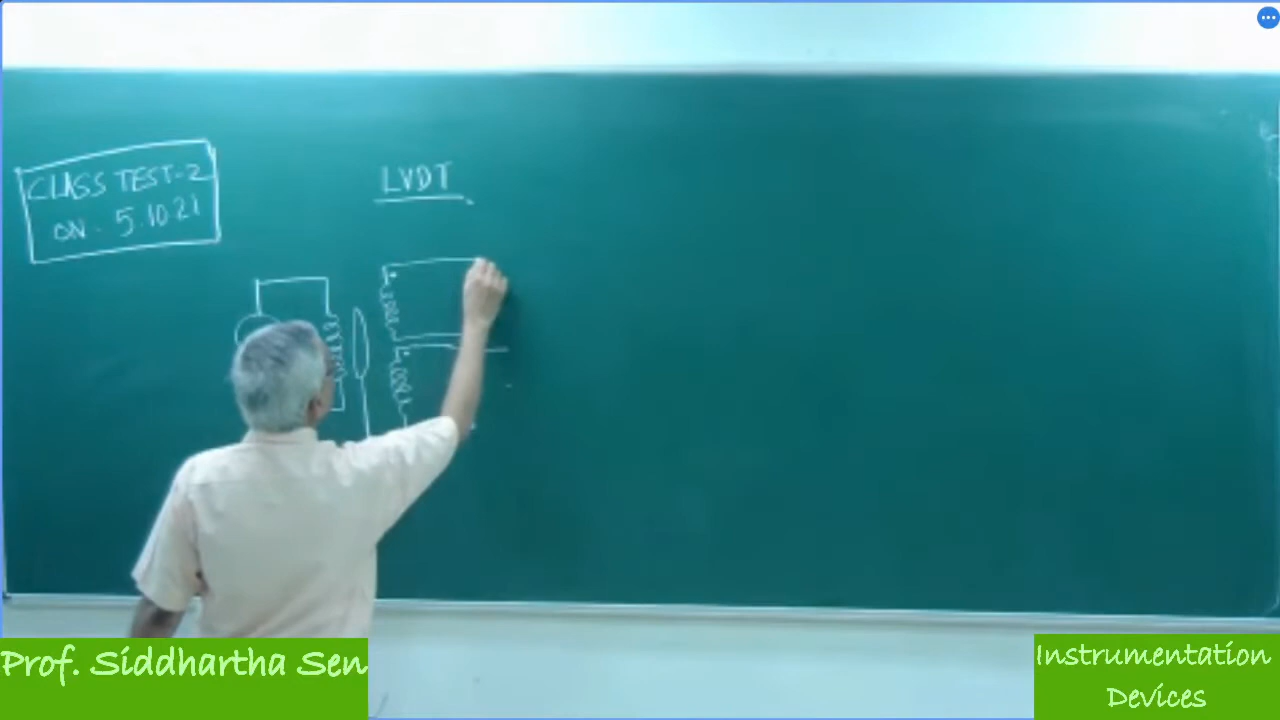 CLASS TEST-2
ON. 5.10.21
LVDT
Prof. Siddhartha Sen
Instrumentation
Devices